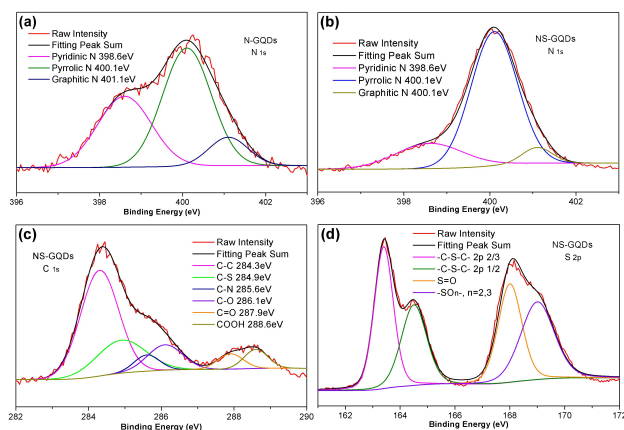 (a)
Raw Intensity
Fitting Peak Sum
Pyridinic N 398.6eV
Pyrrolic N 400.1eV
Graphitic N 401.1eV
N-GQDs
N 1s
396 398 400 402
Binding Energy (eV)
(b)
Raw Intensity
Fitting Peak Sum
Pyridinic N 398.6eV
Pyrrolic N 400.1eV
Graphitic N 400.1eV
NS-GQDs
N 1s
396 398 400 402
Binding Energy (eV)
(c)
NS-GQDs
C 1s
Raw Intensity
Fitting Peak Sum
C-C 284.3eV
C-S 284.9eV
C-N 285.6eV
C-O 286.1eV
C=O 287.9eV
COOH 288.6eV
282 284 286 288 290
Binding Energy (eV)
(d)
Raw Intensity
Fitting Peak Sum
-C-S-C- 2p 2/3
-C-S-C- 2p 1/2
S=O
-SOn-, n=2,3
NS-GQDs
S 2p
162 164 166 168 170 172
Binding Energy (eV)